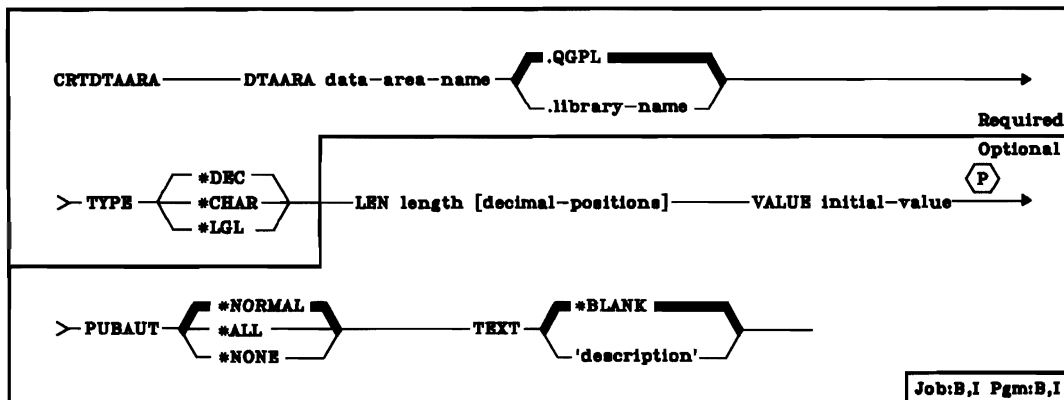 .QGPL
CRTDTAARA DTAARA data-area-name
.library-name
Required
Optional
*DEC
P
TYPE *CHAR LEN length [decimal-positions] VALUE initial-value
*LGL
*NORMAL *BLANK
PUBAUT *ALL TEXT
*NONE 'description'
Job:B,I Pgm:B,I